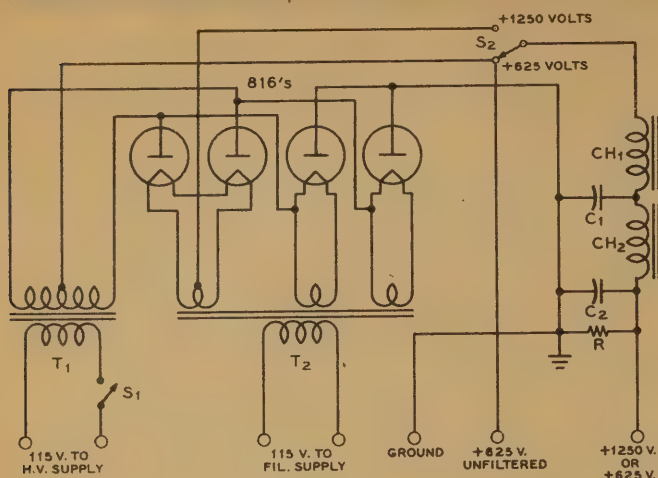 +1250 VOLTS
S2
+625 VOLTS
816's
CH1
C1
CH2
C2
R
T1
S1
T2
115 V. TO
H.V. SUPPLY
115 V. TO
FIL. SUPPLY
GROUND
+625 V.
UNFILTERED
+1250 V.
OR
+625 V.